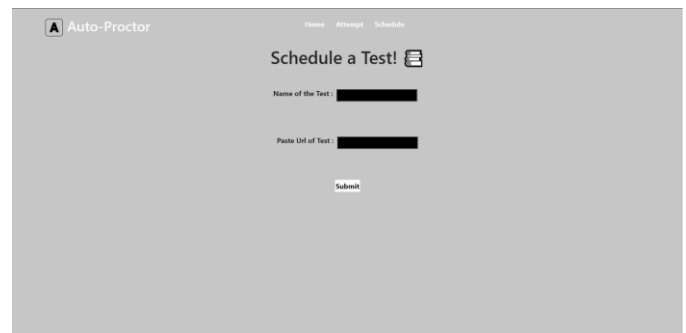 A Auto-Proctor
Home Attempt Schedule
Schedule a Test!
Name of the Test :
Paste Url of Test :
Submit